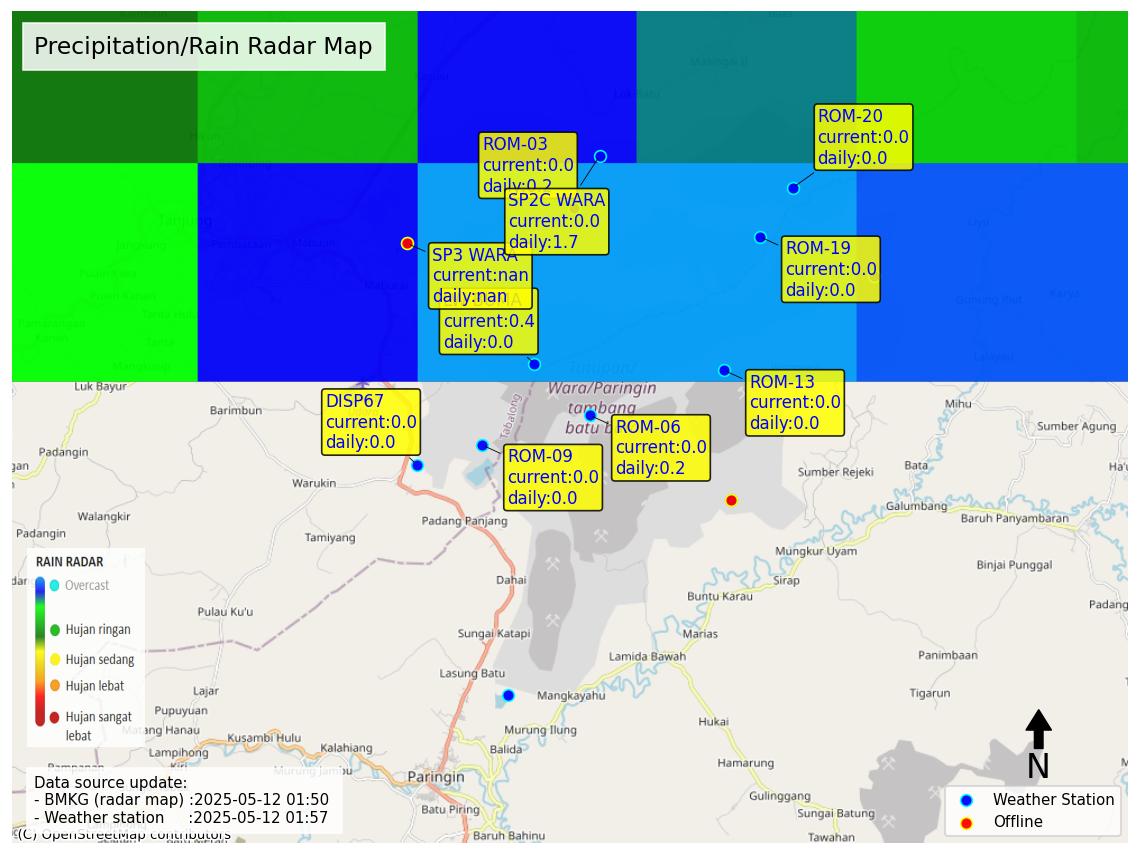 Precipitation/Rain Radar Map
ROM-20
current:0.0
daily:0.0
ROM-03
current:0.0
daily:0.2
SP2C WARA
current:0.0
daily:1.7
ROM-19
current:0.0
daily:0.0
SP3 WARA
current:nan
daily:nan
current:0.4
daily:0.0
ROM-13
current:0.0
daily:0.0
DISP67
current:0.0
daily:0.0
ROM-06
current:0.0
daily:0.2
ROM-09
current:0.0
daily:0.0
Tanjung
Wara/Paringin
tambang
batu
Tabalong
Luk Bayur
Barimbun
Padangin
Warukin
Walangkir
Padangin
Tamiyang
Padang Panjang
Mihu
Sumber Agung
Bata
Sumber Rejeki
Galumbang
Baruh Panyambaran
Mungkur Uyam
Binjai Punggal
Sirap
Dahai
Buntu Karau
Padang
Pulau Ku'u
Sungai Katapi
Marias
Lamida Bawah
Panimbaan
Lasung Batu
Lajar
Mangkayahu
Tigarun
Pupuyuan
Matang Hanau
Kusambi Hulu
Murung Ilung
Hukai
Lampihong
Kalahiang
Balida
Hamarung
Murung Jambu
Paringin
Gulinggang
Batu Piring
Sungai Batung
Baruh Bahinu
Tawahan
RAIN RADAR
Overcast
Hujan ringan
Hujan sedang
Hujan lebat
Hujan sangat
lebat
Data source update:
- BMKG (radar map) :2025-05-12 01:50
- Weather station :2025-05-12 01:57
(C) OpenStreetMap contributors
N
Weather Station
Offline